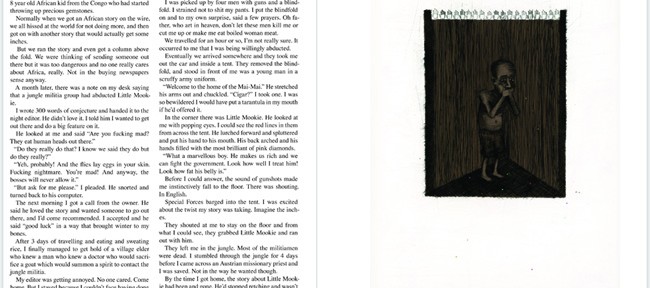 8 year old African kid from the Congo who had started
throwing up precious gemstones.
Normally when we got an African story on the wire,
we all hissed at the world for not doing more, and then
got on with another story that would actually get some
inches.
But we ran the story and even got a column above
the fold. We were thinking of sending someone out
there but it was too dangerous and no one really cares
about Africa, really. Not in the buying newspapers
sense anyway.
A month later, there was a note on my desk saying
that a jungle militia group had abducted Little Mook-
ie.
I wrote 300 words of conjecture and handed it to the
night editor. He didn't love it. I told him I wanted to get
out there and do a big feature on it.
He looked at me and said "Are you fucking mad?
They eat human heads out there."
"Do they really do that? I know we said they do but
do they really?"
"Yeh, probably! And the flies lay eggs in your skin.
Fucking nightmare. You're mad! And anyway, the
bosses will never allow it."
"But ask for me please." I pleaded. He snorted and
turned back to his computer.
The next morning I got a call from the owner. He
said he loved the story and wanted someone to go out
there, and I'd come recommended. I accepted and he
said "good luck" in a way that brought winter to my
bones.
After 3 days of travelling and eating and sweating
rice, I finally managed to get hold of a village elder
who knew a man who knew a doctor who would sacri-
fice a goat which would summon a spirit to contact the
jungle militia.
My editor was getting annoyed. No one cared. Come
I was picked up by four men with guns and a blind-
fold. I strained not to shit my pants. I put the blindfold
on and to my own surprise, said a few prayers. Oh fa-
ther, who art in heaven, don't let these men kill me or
cut me up or make me eat boiled woman meat.
We travelled for an hour or so, I'm not really sure. It
occurred to me that I was being willingly abducted.
Eventually we arrived somewhere and they took me
out the car and inside a tent. They removed the blind-
fold, and stood in front of me was a young man in a
scruffy army uniform.
"Welcome to the home of the Mai-Mai." He stretched
his arms out and chuckled. "Cigar?" I took one. I was
so bewildered I would have put a tarantula in my mouth
if he'd offered it.
In the corner there was Little Mookie. He looked at
me with popping eyes. I could see the red lines in them
from across the tent. He lurched forward and spluttered
and put his hand to his mouth. His back arched and his
hands filled with the most brilliant of pink diamonds.
"What a marvellous boy. He makes us rich and we
can fight the government. Look how well I treat him!
Look how fat his belly is."
Before I could answer, the sound of gunshots made
me instinctively fall to the floor. There was shouting.
In English.
Special Forces barged into the tent. I was excited
about the twist my story was taking. Imagine the inch-
es.
They shouted at me to stay on the floor and from
what I could see, they grabbed Little Mookie and ran
out with him.
They left me in the jungle. Most of the militiamen
were dead. I stumbled through the jungle for 4 days
before I came across an Austrian missionary priest and
I was saved. Not in the way he wanted though.
By the time I got home, the story about Little Mook-